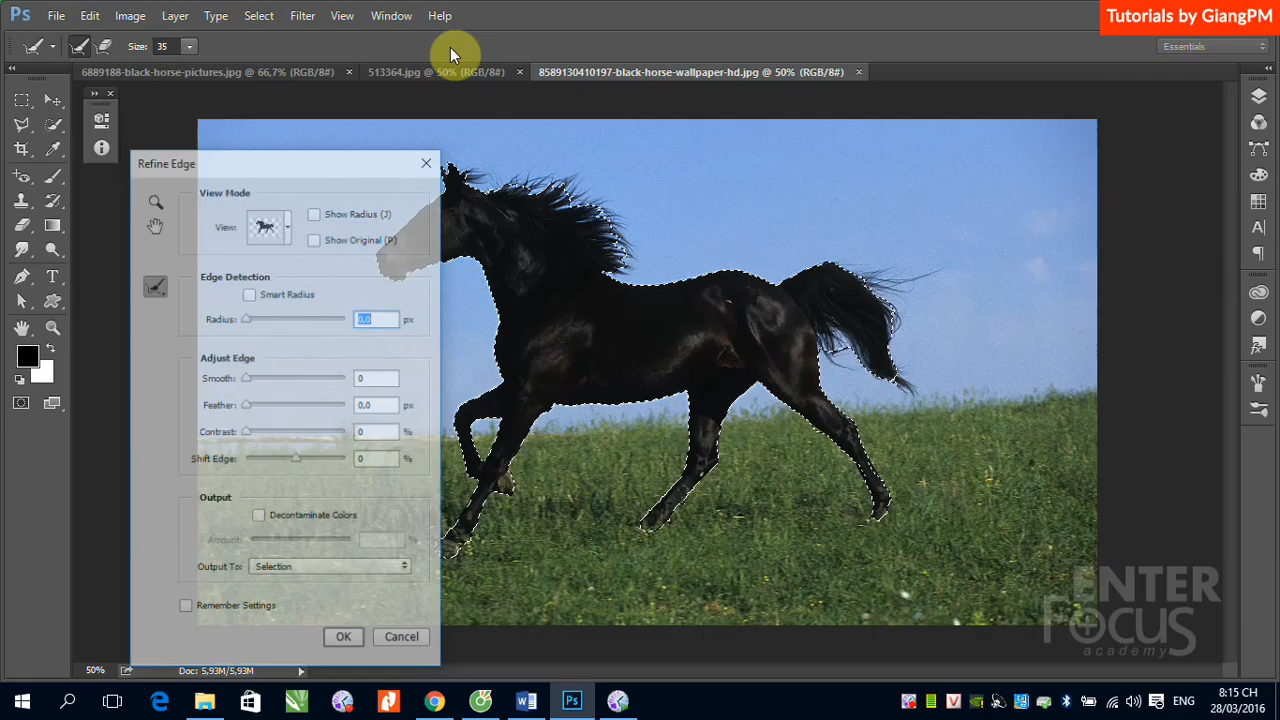 Ps File Edit Image Layer Type Select Filter View Window Help
Tutorials by GiangPM
Size: 35
Essentials
6889188-black-horse-pictures.jpg @ 66,7% (RGB/8#) ×
513364.jpg @ 50% (RGB/8#) ×
8589130410197-black-horse-wallpaper-hd.jpg @ 50% (RGB/8#) ×
Refine Edge
View Mode
View:
Show Radius (J)
Show Original (P)
Edge Detection
Smart Radius
Radius: 0,0 px
Adjust Edge
Smooth: 0
Feather: 0,0 px
Contrast: 0 %
Shift Edge: 0 %
Output
Decontaminate Colors
Amount: %
Output To: Selection
Remember Settings
OK Cancel
ENTER
FOCUS
academy
50% Doc: 5,93M/5,93M
ENG
8:15 CH
28/03/2016